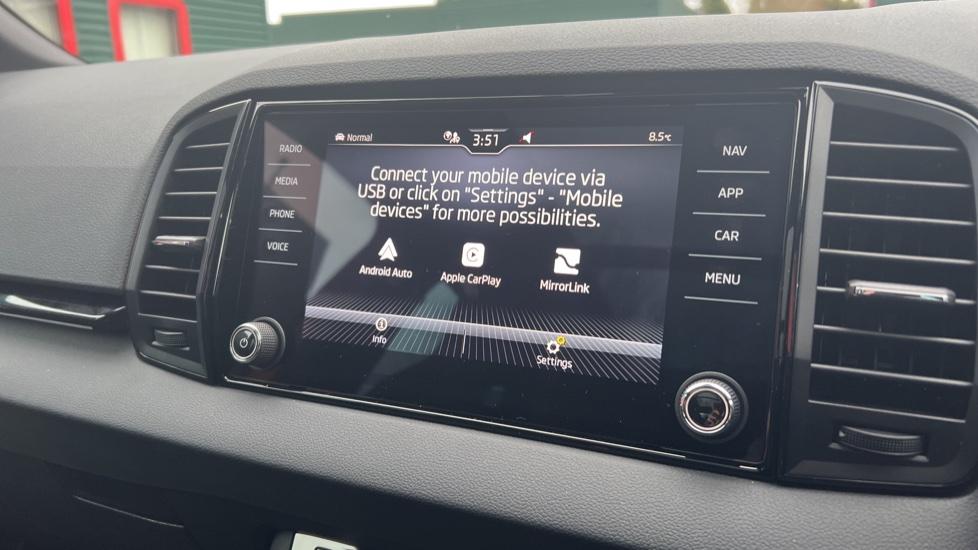 RADIO
MEDIA
PHONE
VOICE
Normal
3:51
8.5°C
Connect your mobile device via
USB or click on "Settings" - "Mobile
devices" for more possibilities.
Android Auto
Apple CarPlay
MirrorLink
Info
Settings
NAV
APP
CAR
MENU